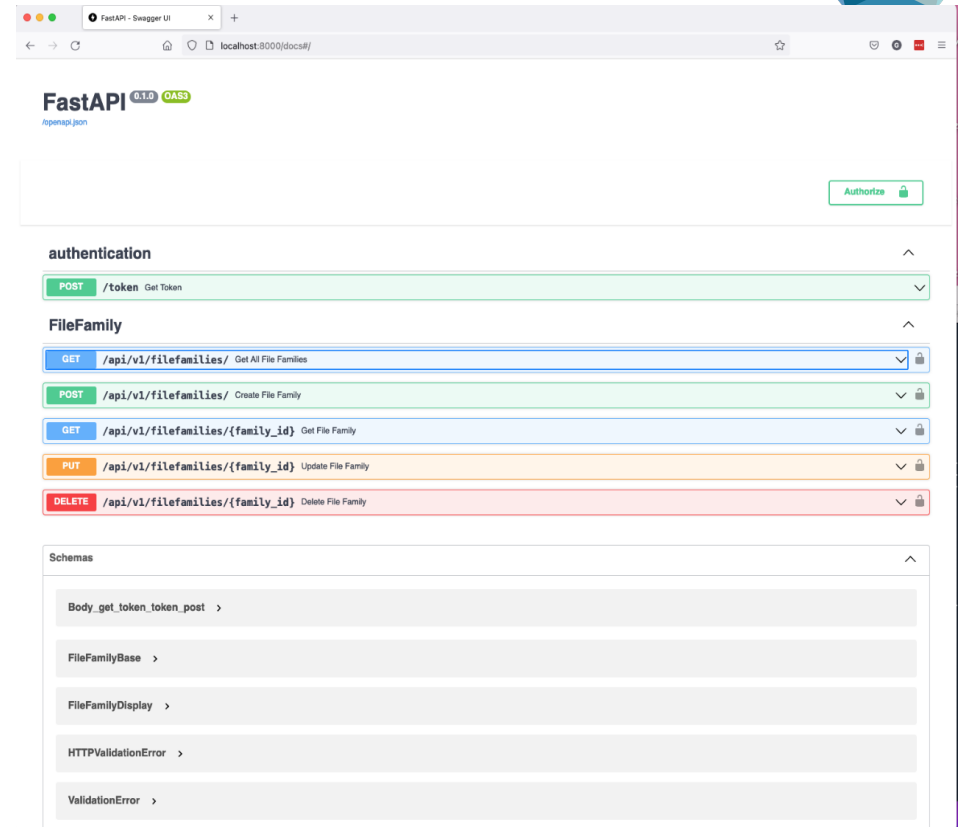 FastAPI - Swagger UI × +
localhost:8000/docs#/
FastAPI 0.1.0 OAS3
/openapi.json
Authorize
authentication
POST /token Get Token
FileFamily
GET /api/v1/filefamilies/ Get All File Families
POST /api/v1/filefamilies/ Create File Family
GET /api/v1/filefamilies/{family_id} Get File Family
PUT /api/v1/filefamilies/{family_id} Update File Family
DELETE /api/v1/filefamilies/{family_id} Delete File Family
Schemas
Body_get_token_token_post
FileFamilyBase
FileFamilyDisplay
HTTPValidationError
ValidationError